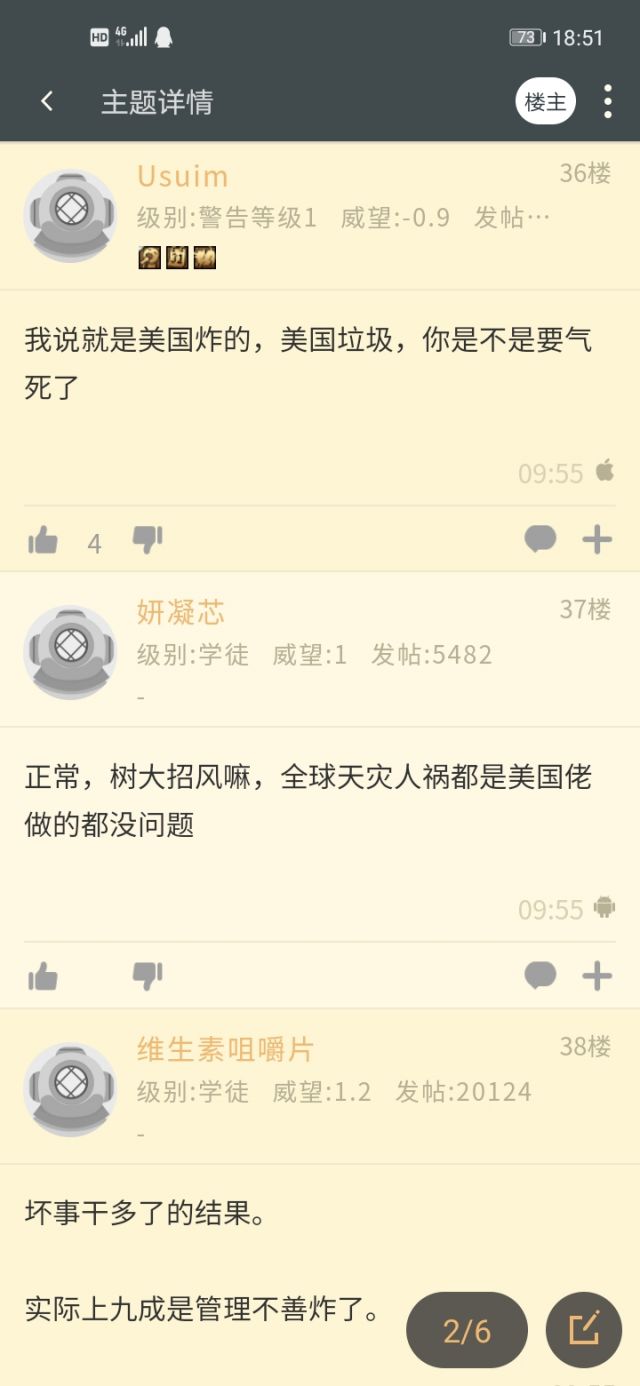 HD 4G 73 18:51
主题详情 楼主
Usuim 36楼
级别:警告等级1 威望:-0.9 发帖…
我说就是美国炸的，美国垃圾，你是不是要气
死了
09:55
4
妍凝芯 37楼
级别:学徒 威望:1 发帖:5482
-
正常，树大招风嘛，全球天灾人祸都是美国佬
做的都没问题
09:55
维生素咀嚼片 38楼
级别:学徒 威望:1.2 发帖:20124
-
坏事干多了的结果。
实际上九成是管理不善炸了。
2/6